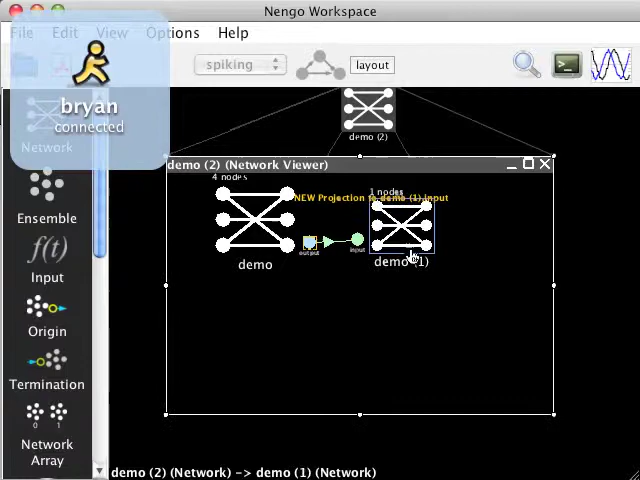 Nengo Workspace
File Edit View Options Help
bryan
connected
spiking
layout
Network
Ensemble
f(t)
Input
Origin
Termination
0 1
Network
Array
demo (2)
demo (2) (Network Viewer)
4 nodes
1 nodes
NEW Projection to demo (1).input
output
input
demo
demo (1)
demo (2) (Network) -> demo (1) (Network)